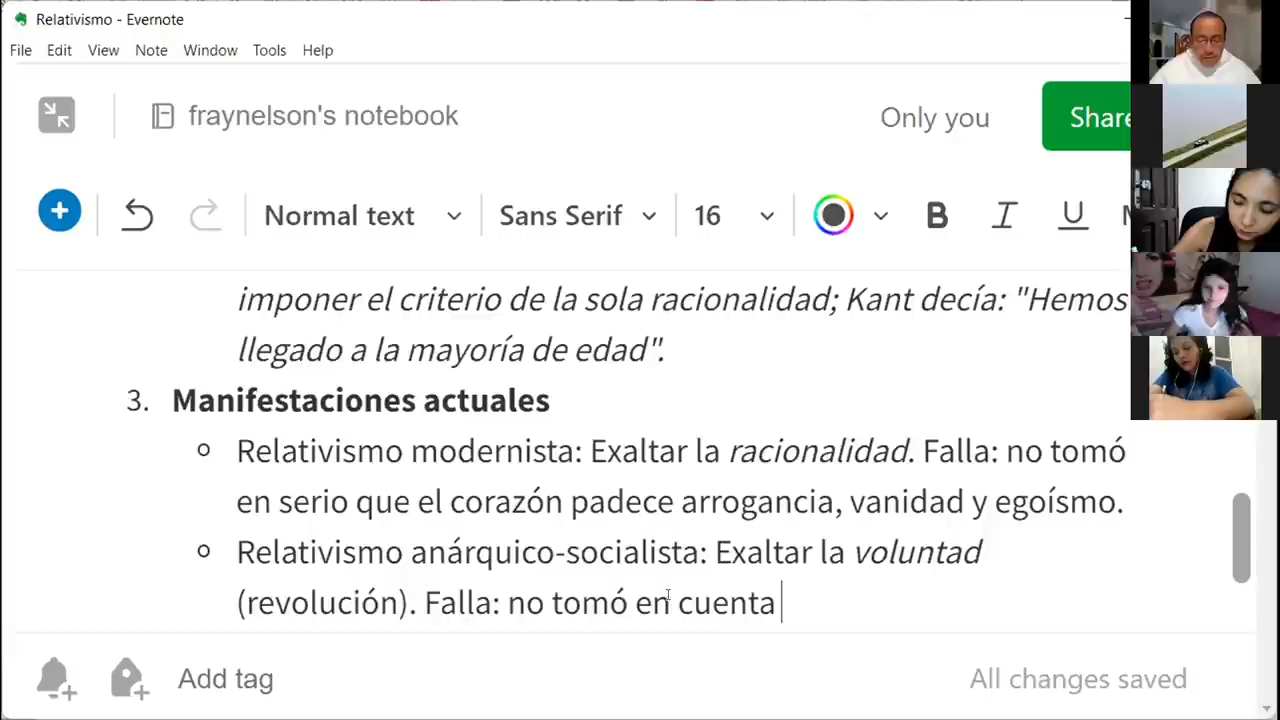 Relativismo - Evernote
File Edit View Note Window Tools Help
fraynelson's notebook
Only you
Share
Normal text
Sans Serif
16
B I U
imponer el criterio de la sola racionalidad; Kant decía: "Hemos
llegado a la mayoría de edad".
3. Manifestaciones actuales
Relativismo modernista: Exaltar la racionalidad. Falla: no tomó
en serio que el corazón padece arrogancia, vanidad y egoísmo.
Relativismo anárquico-socialista: Exaltar la voluntad
(revolución). Falla: no tomó en cuenta
Add tag
All changes saved